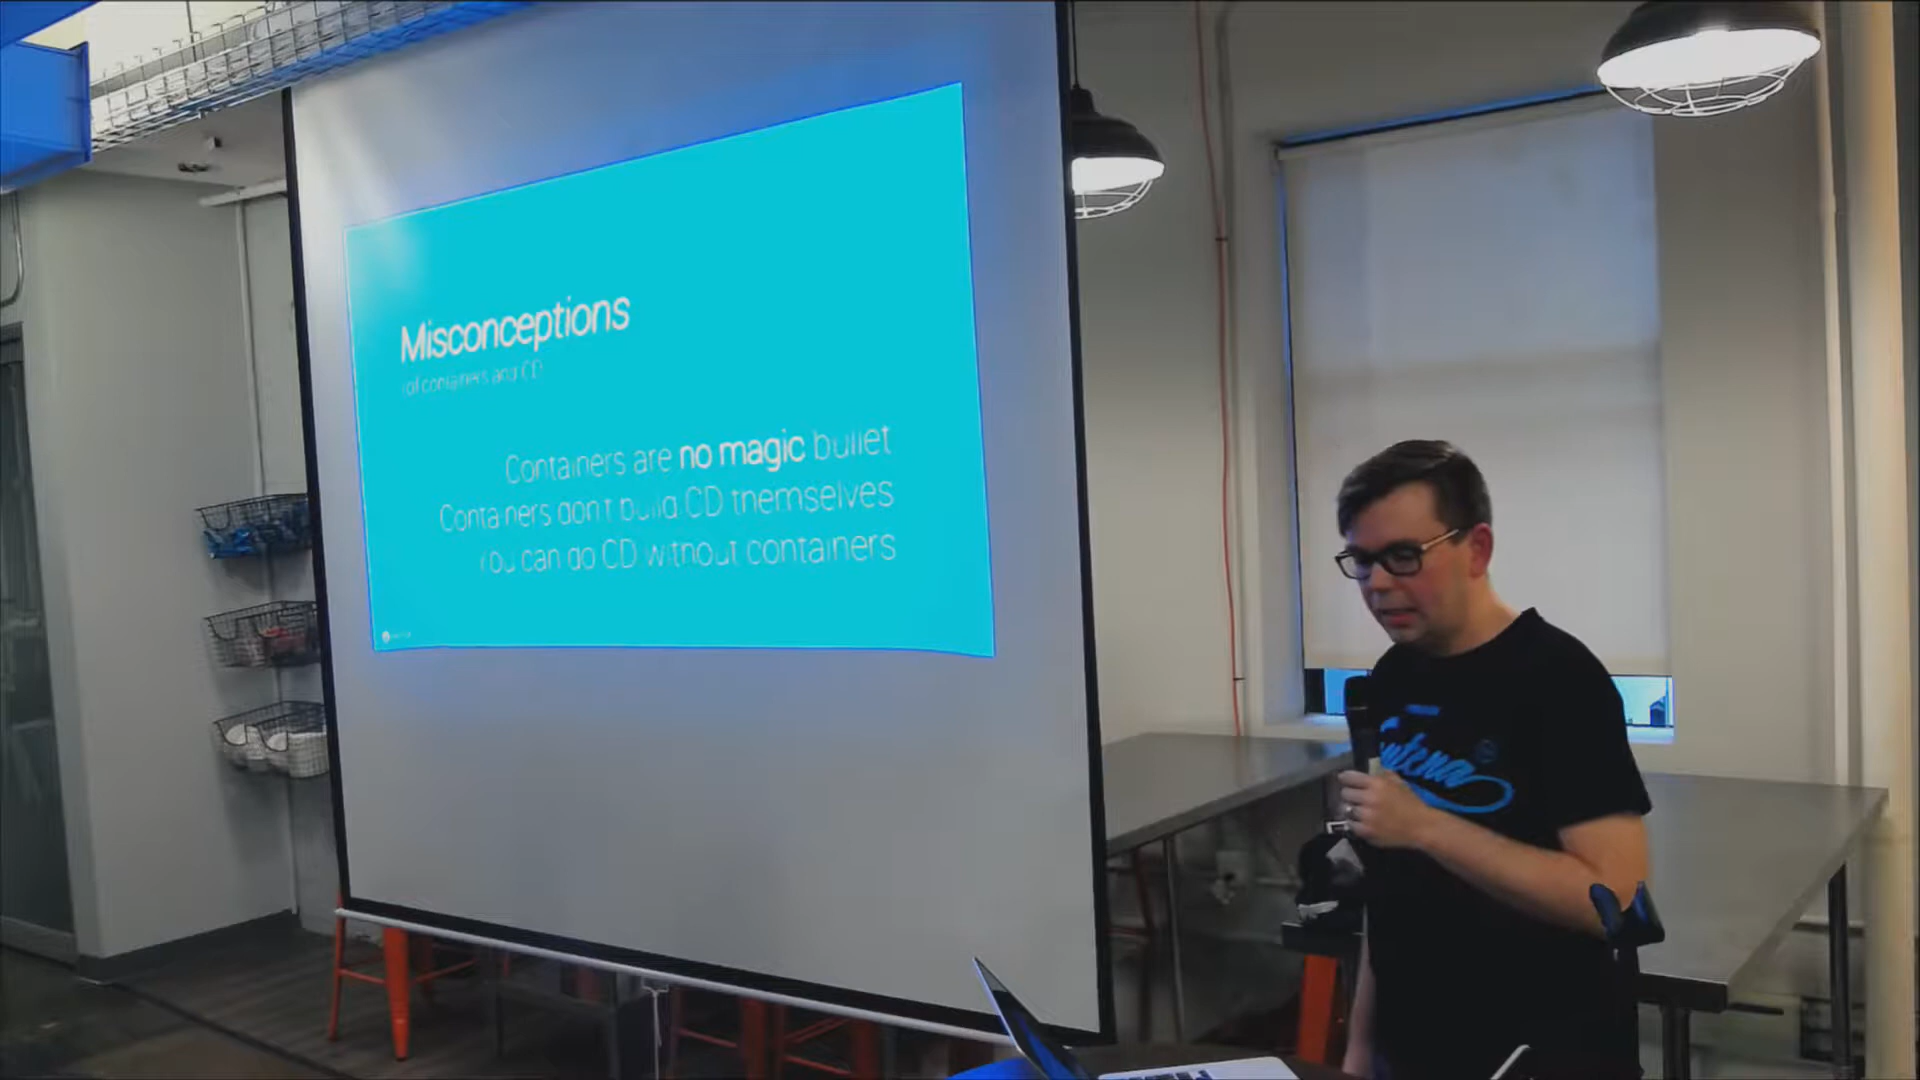 Misconceptions
(of containers and CD)
Containers are no magic bullet
Containers don't build CD themselves
You can do CD without containers